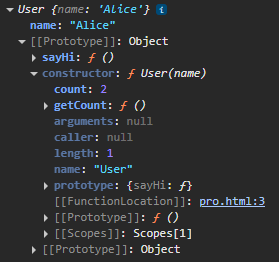 User {name: 'Alice'} i
name: "Alice"
[[Prototype]]: Object
sayHi: ƒ ()
constructor: ƒ User(name)
count: 2
getCount: ƒ ()
arguments: null
caller: null
length: 1
name: "User"
prototype: {sayHi: ƒ}
[[FunctionLocation]]: pro.html:3
[[Prototype]]: ƒ ()
[[Scopes]]: Scopes[1]
[[Prototype]]: Object